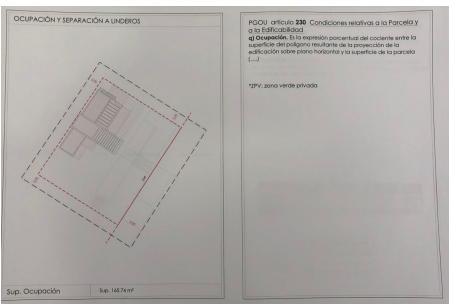 OCUPACIÓN Y SEPARACIÓN A LINDEROS
Sup. Ocupación
Sup. 165.74 m²
PGOU artículo 230 Condiciones relativas a la Parcela y
a la Edificabilidad
q) Ocupación. Es la expresión porcentual del cociente entre la
superficie del polígono resultante de la proyección de la
edificación sobre plano horizontal y la superficie de la parcela
(....)
*ZPV: zona verde privada